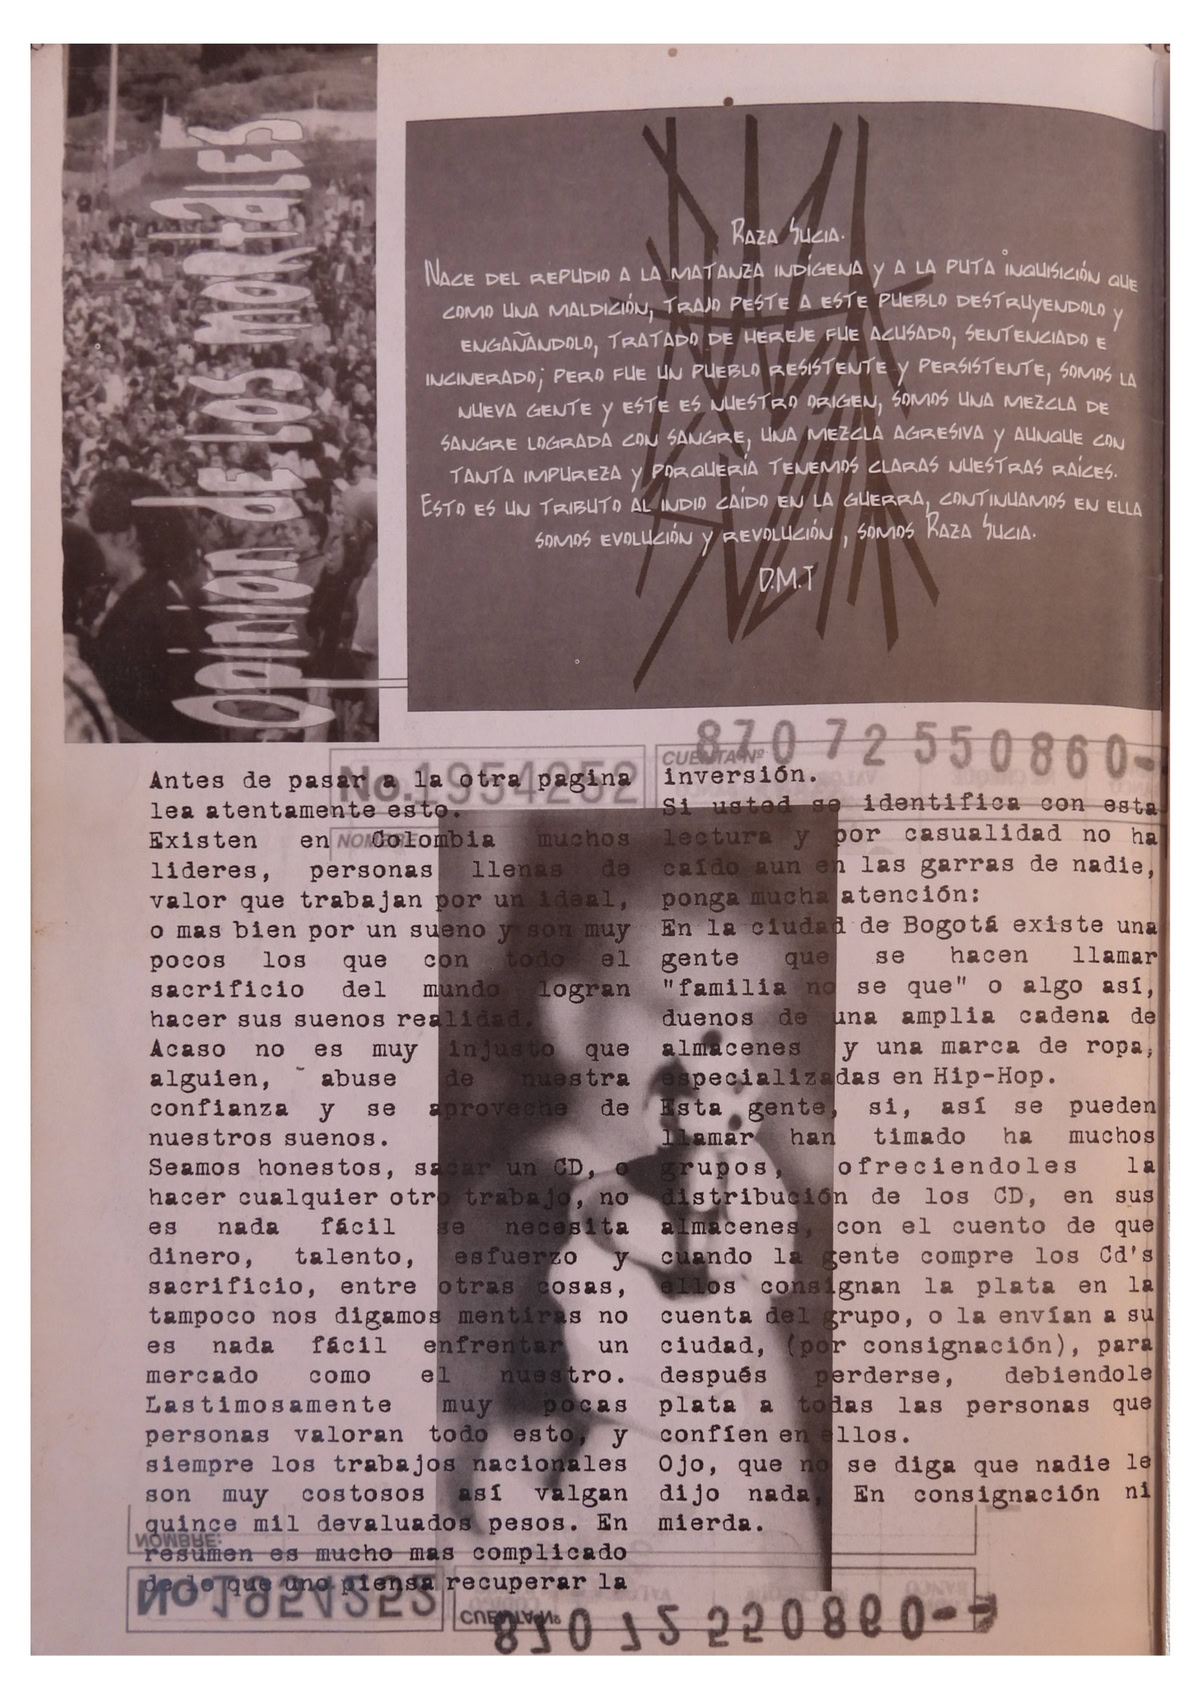 Opinion de los mortales
Raza Sucia.
Nace del repudio a la matanza indígena y a la puta inquisición que
como una maldición, trajo peste a este pueblo destruyendolo y
engañándolo, tratado de hereje fue acusado, sentenciado e
incinerado; pero fue un pueblo resistente y persistente, somos la
nueva gente y este es nuestro origen, somos una mezcla de
sangre lograda con sangre, una mezcla agresiva y aunque con
tanta impureza y porquería tenemos claras nuestras raíces.
Esto es un tributo al indio caído en la guerra, continuamos en ella
somos evolución y revolución, somos Raza Sucia.
D.M.T
No.1954252
CUENTA Nº
870 72 550860-
NOMBRE:
Antes de pasar a la otra pagina
lea atentamente esto.
Existen en Colombia muchos
lideres, personas llenas de
valor que trabajan por un ideal,
o mas bien por un sueno y son muy
pocos los que con todo el
sacrificio del mundo logran
hacer sus suenos realidad.
Acaso no es muy injusto que
alguien, abuse de nuestra
confianza y se aproveche de
nuestros suenos.
Seamos honestos, sacar un CD, o
hacer cualquier otro trabajo, no
es nada fácil se necesita
dinero, talento, esfuerzo y
sacrificio, entre otras cosas,
tampoco nos digamos mentiras no
es nada fácil enfrentar un
mercado como el nuestro.
Lastimosamente muy pocas
personas valoran todo esto, y
siempre los trabajos nacionales
son muy costosos así valgan
quince mil devaluados pesos. En
resumen es mucho mas complicado
de lo que uno piensa recuperar la
inversión.
Si usted se identifica con esta
lectura y por casualidad no ha
caído aun en las garras de nadie,
ponga mucha atención:
En la ciudad de Bogotá existe una
gente que se hacen llamar
"familia no se que" o algo así,
duenos de una amplia cadena de
almacenes y una marca de ropa,
especializadas en Hip-Hop.
Esta gente, si, así se pueden
llamar han timado ha muchos
grupos, ofreciendoles la
distribución de los CD, en sus
almacenes, con el cuento de que
cuando la gente compre los Cd's
ellos consignan la plata en la
cuenta del grupo, o la envían a su
ciudad, (por consignación), para
después perderse, debiendole
plata a todas las personas que
confíen en ellos.
Ojo, que no se diga que nadie le
dijo nada, En consignación ni
mierda.
NOMBRE:
No 1954252
CUENTA Nº
870 72 550860--